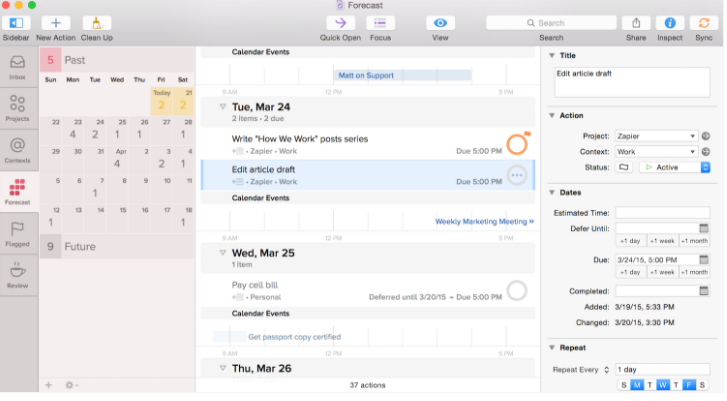 Forecast
Sidebar New Action Clean Up Quick Open Focus View Search Share Inspect Sync
Search
Inbox
Projects
Contexts
Forecast
Flagged
Review
5 Past
Sun Mon Tue Wed Thu Fri Sat
Today 21
2 2
22 23 24 25 26 27 28
4 2 1 1 1
29 30 31 Apr 2 3 4
4 2 1
5 6 7 8 9 10 11
1
12 13 14 15 16 17 18
1 1
9 Future
Calendar Events
Matt on Support
9 AM 12 PM 5 PM
Tue, Mar 24
2 items • 2 due
Write "How We Work" posts series
• Zapier • Work Due 5:00 PM
Edit article draft
• Zapier • Work Due 5:00 PM
Calendar Events
Weekly Marketing Meeting »
9 AM 12 PM 5 PM
Wed, Mar 25
1 item
Pay cell bill
• Personal Deferred until 3/20/15 → Due 5:00 PM
Calendar Events
Get passport copy certified
9 AM 12 PM 5 PM
Thu, Mar 26
37 actions
Title
Edit article draft
Action
Project: Zapier
Context: Work
Status: Active
Dates
Estimated Time:
Defer Until:
+1 day +1 week +1 month
Due: 3/24/15, 5:00 PM
+1 day +1 week +1 month
Completed:
Added: 3/19/15, 5:33 PM
Changed: 3/20/15, 3:30 PM
Repeat
Repeat Every 1 day
S M T W T F S